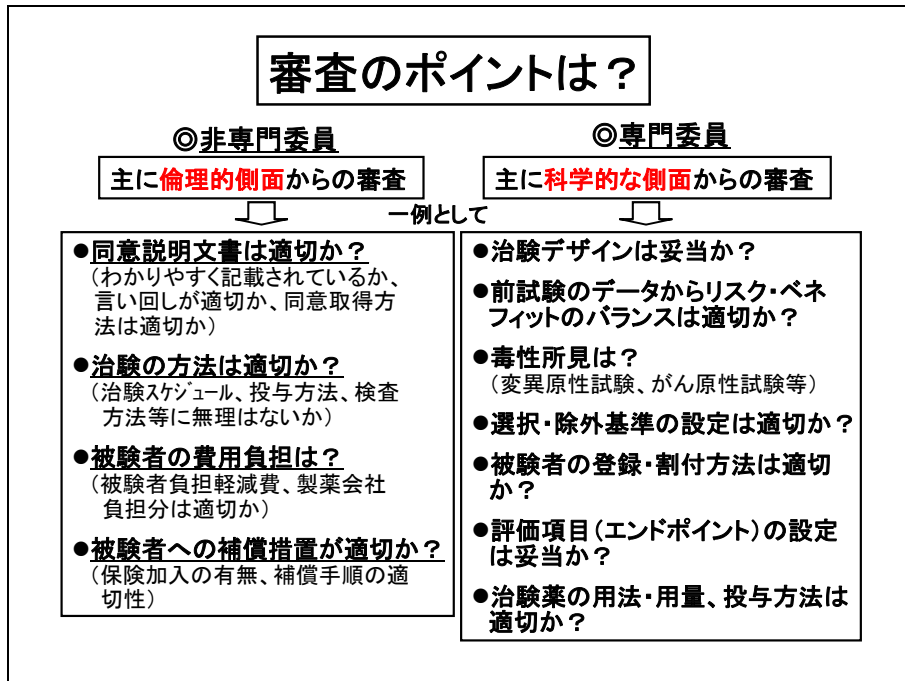 審査のポイントは？
◎非専門委員
主に倫理的側面からの審査
◎専門委員
主に科学的な側面からの審査
一例として
●同意説明文書は適切か？
（わかりやすく記載されているか、
言い回しが適切か、同意取得方
法は適切か）
●治験の方法は適切か？
（治験ｽｹｼﾞｭｰﾙ、投与方法、検査
方法等に無理はないか）
●被験者の費用負担は？
（被験者負担軽減費、製薬会社
負担分は適切か）
●被験者への補償措置が適切か？
（保険加入の有無、補償手順の適
切性）
●治験デザインは妥当か？
●前試験のデータからリスク・ベネ
フィットのバランスは適切か？
●毒性所見は？
（変異原性試験、がん原性試験等）
●選択・除外基準の設定は適切か？
●被験者の登録・割付方法は適切
か？
●評価項目（エンドポイント）の設定
は妥当か？
●治験薬の用法・用量、投与方法は
適切か？